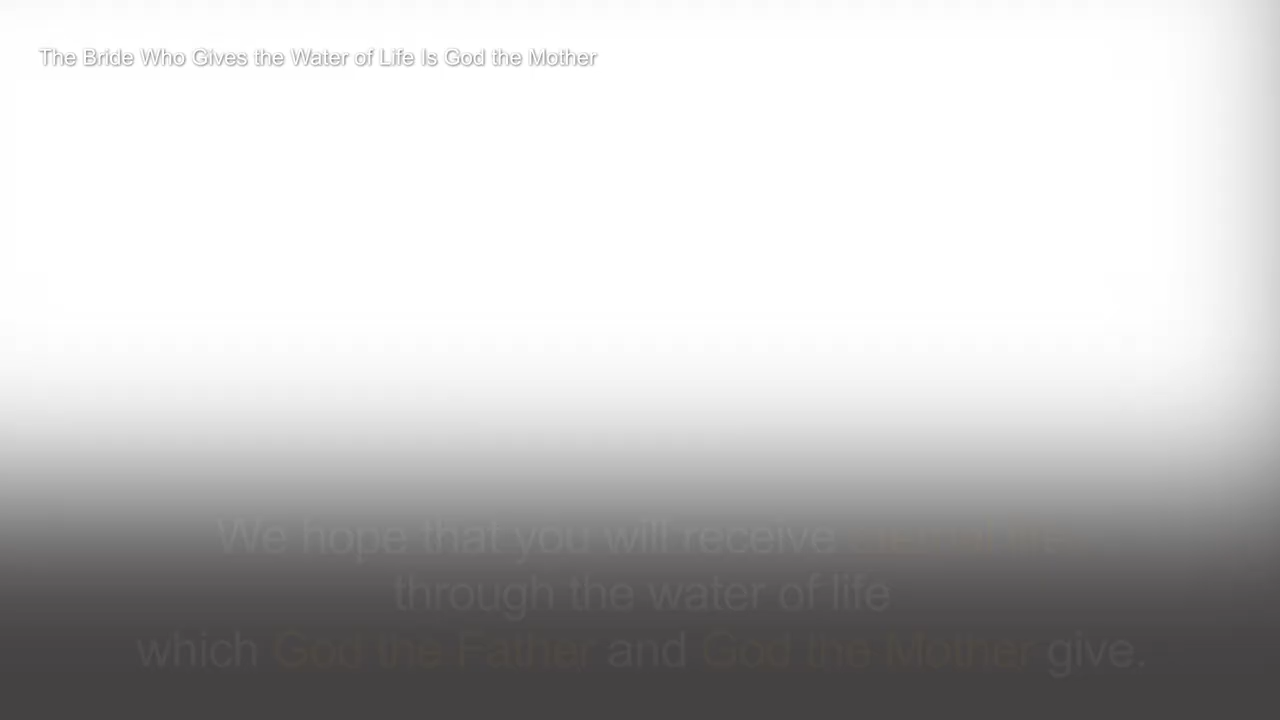 The Bride Who Gives the Water of Life Is God the Mother
We hope that you will receive eternal life
through the water of life
which God the Father and God the Mother give.